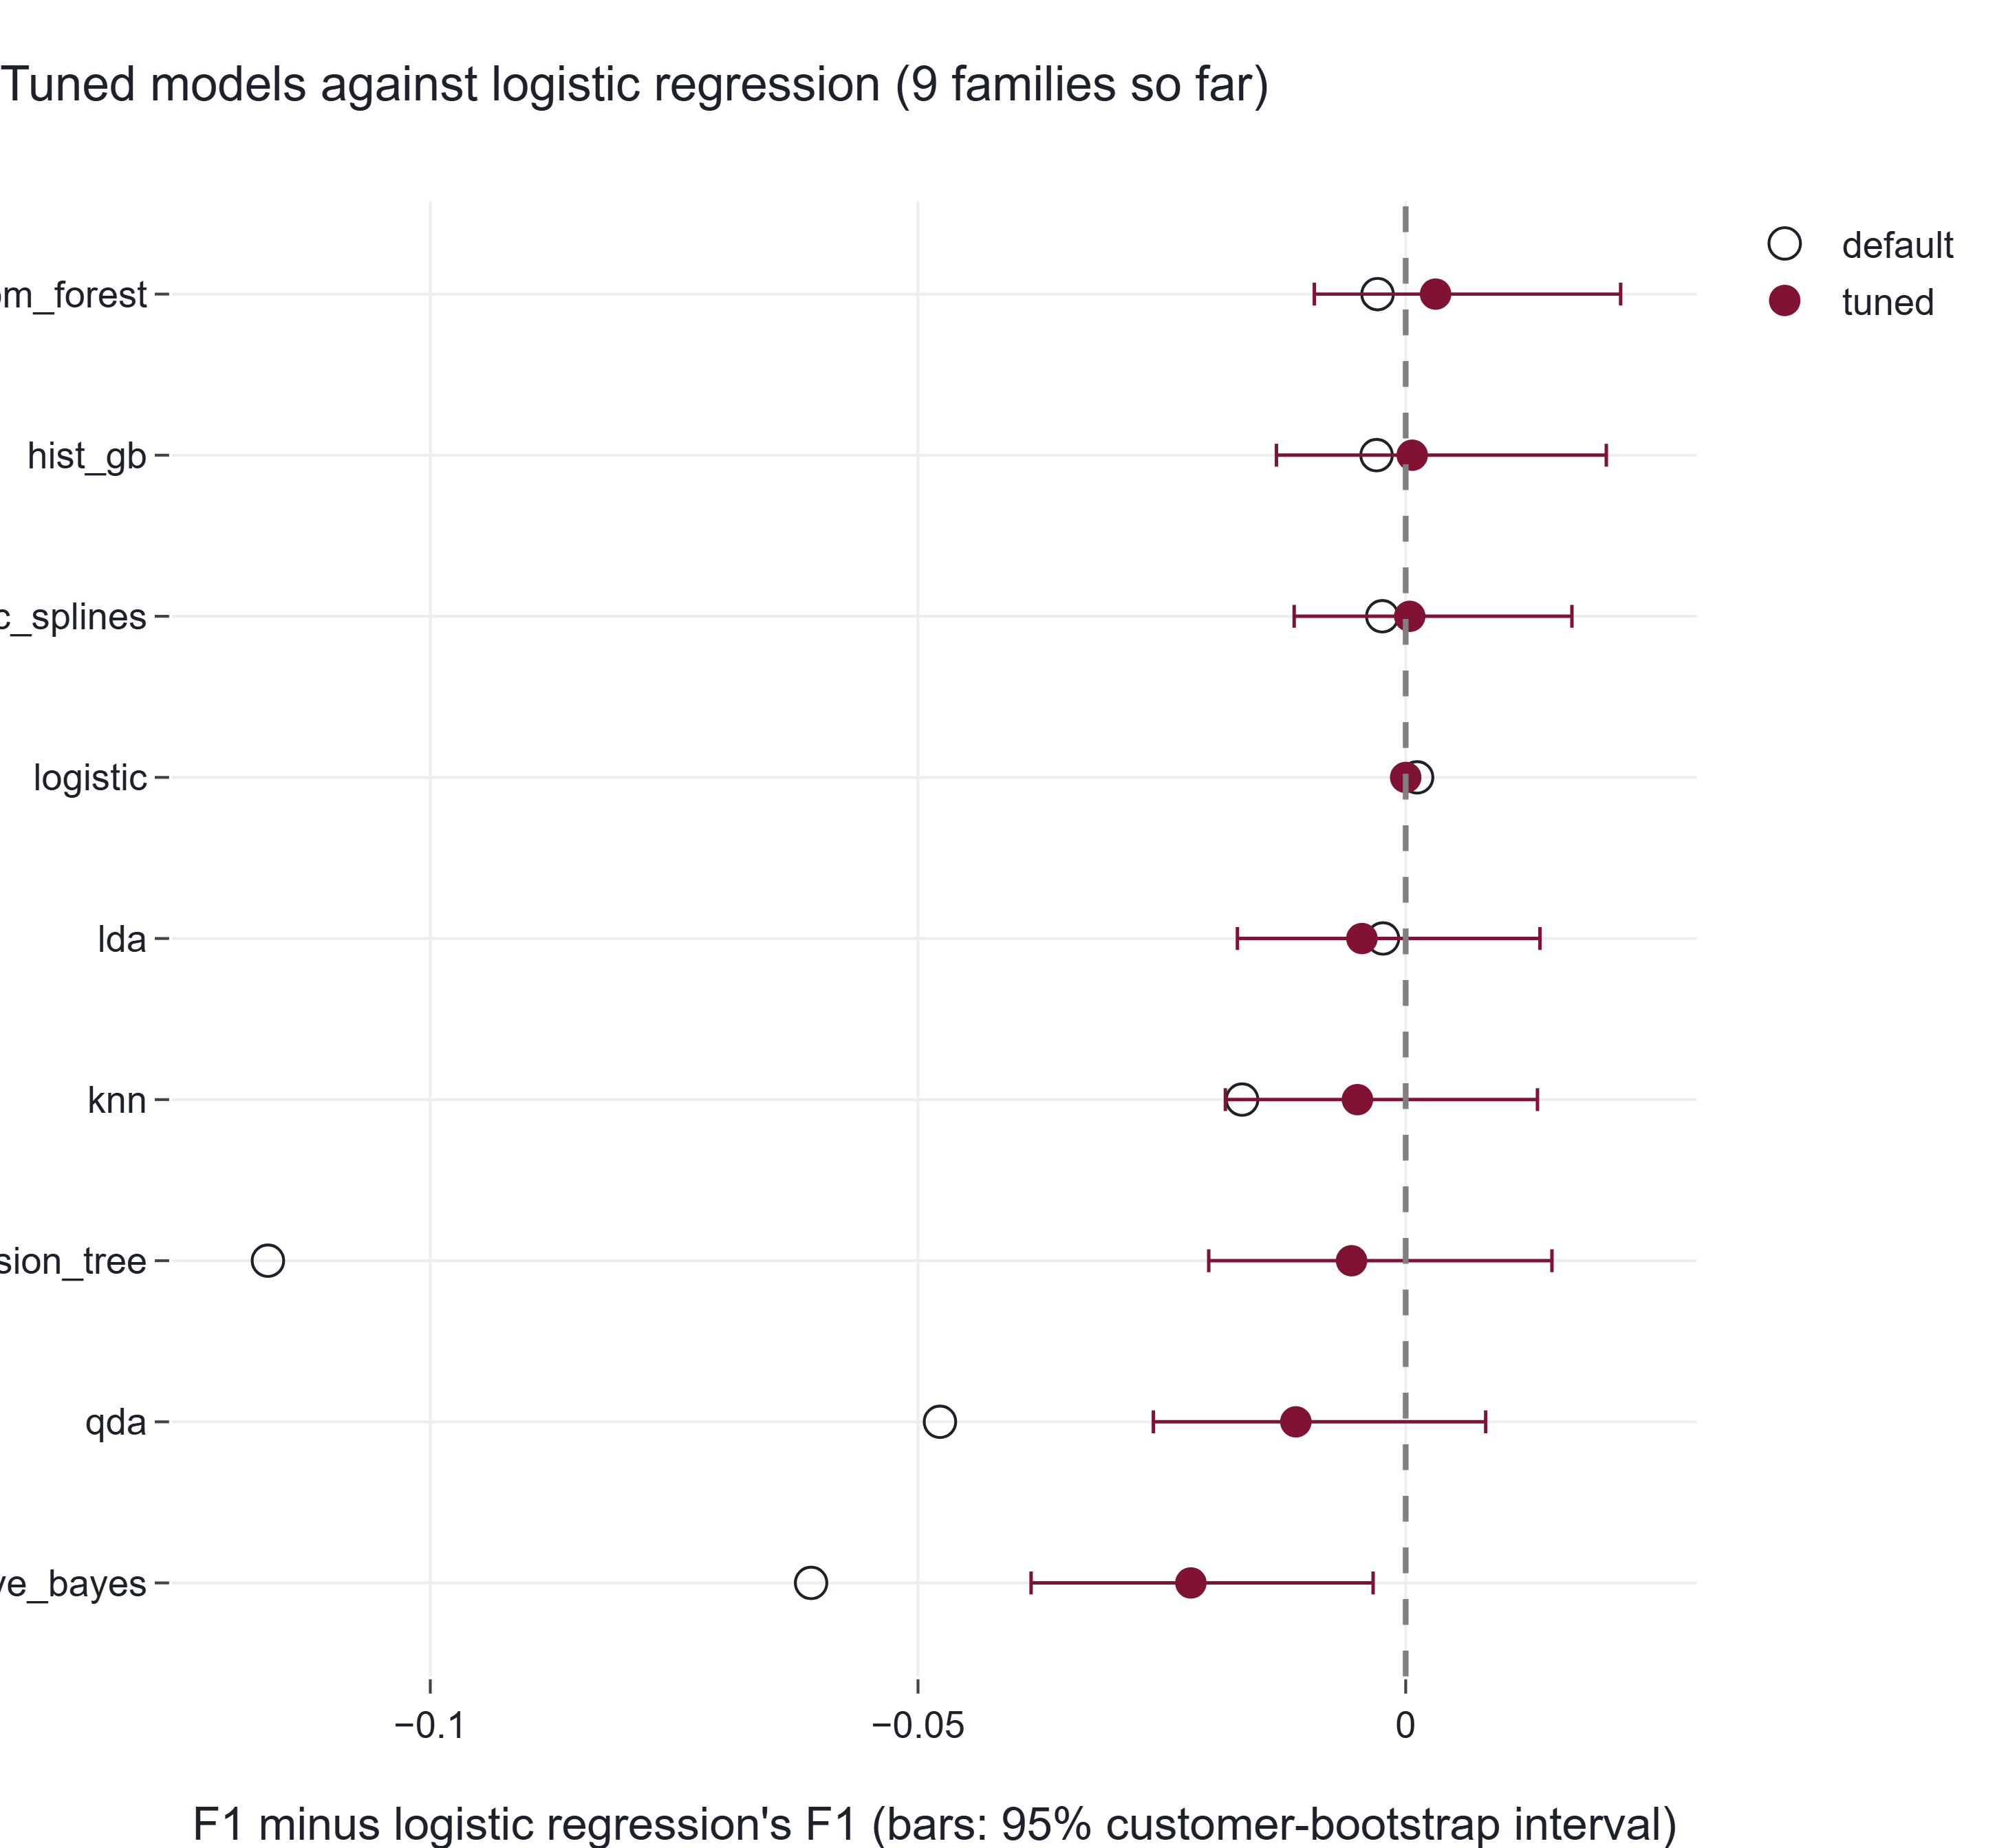 Tuned models against logistic regression (9 families so far)
default
tuned
om_forest
hist_gb
c_splines
logistic
lda
knn
sion_tree
qda
ve_bayes
−0.1
−0.05
0
F1 minus logistic regression's F1 (bars: 95% customer-bootstrap interval)